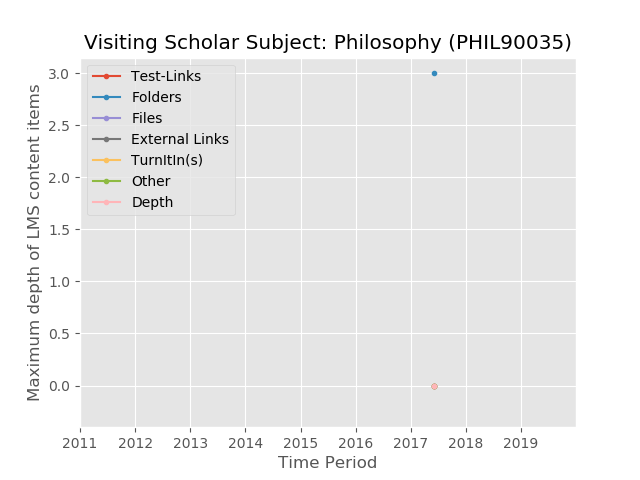 Visiting Scholar Subject: Philosophy (PHIL90035)
Test-Links
Folders
Files
External Links
TurnItIn(s)
Other
Depth
Maximum depth of LMS content items
3.0
2.5
2.0
1.5
1.0
0.5
0.0
2011 2012 2013 2014 2015 2016 2017 2018 2019
Time Period